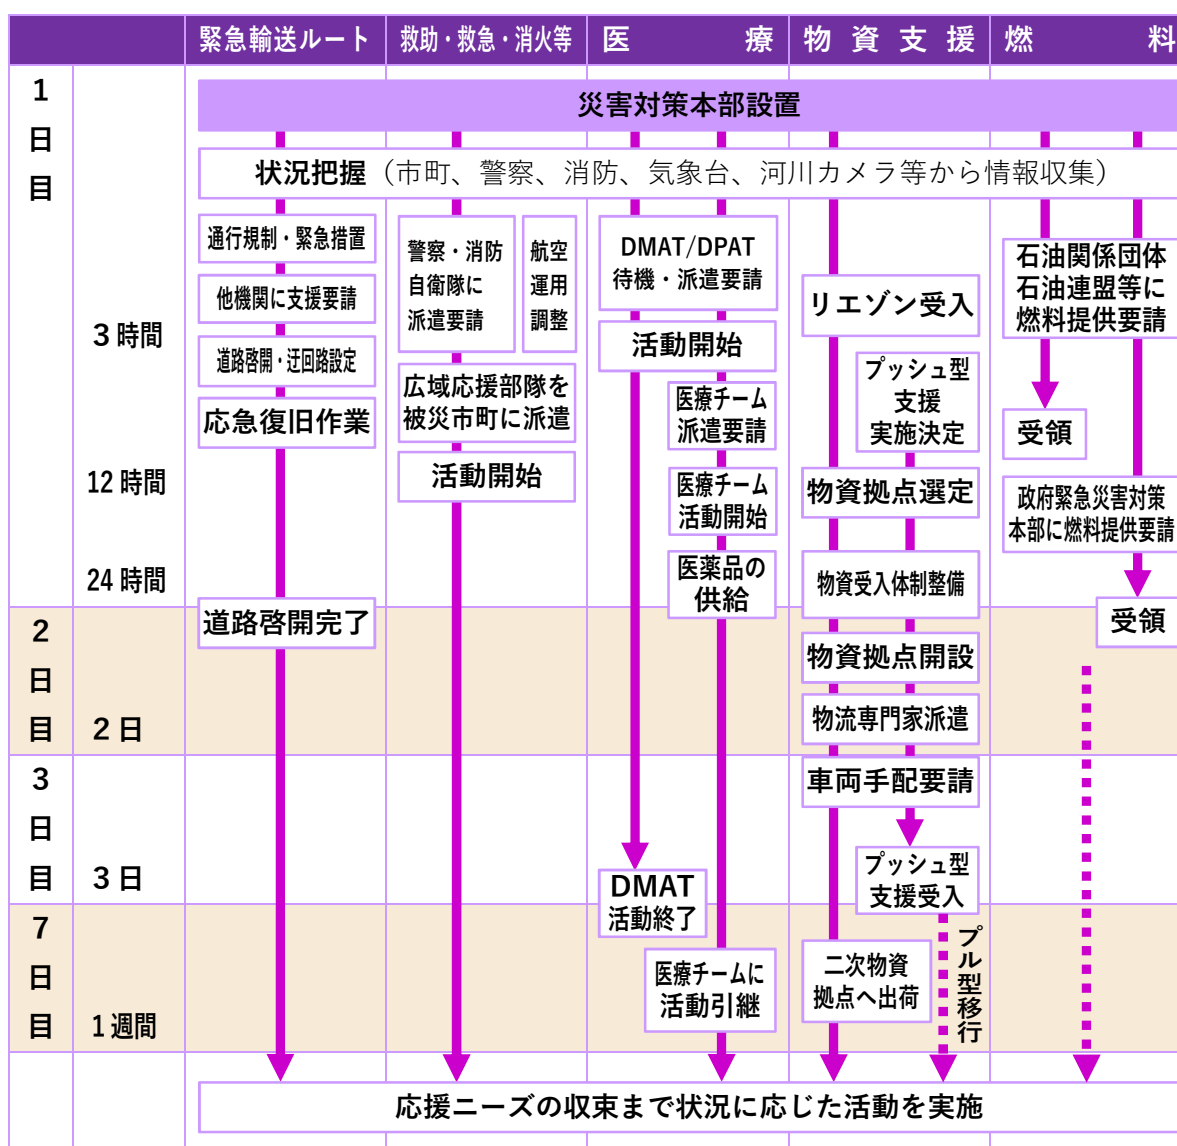 緊急輸送ルート
救助・救急・消火等
医療
物資支援
燃料
1日目
災害対策本部設置
状況把握（市町、警察、消防、気象台、河川カメラ等から情報収集）
3時間
12時間
24時間
通行規制・緊急措置
他機関に支援要請
道路啓開・迂回路設定
応急復旧作業
道路啓開完了
警察・消防
自衛隊に
派遣要請
航空
運用
調整
広域応援部隊を
被災市町に派遣
活動開始
DMAT/DPAT
待機・派遣要請
活動開始
医療チーム
派遣要請
医療チーム
活動開始
医薬品の
供給
リエゾン受入
プッシュ型
支援
実施決定
物資拠点選定
物資受入体制整備
石油関係団体
石油連盟等に
燃料提供要請
受領
政府緊急災害対策
本部に燃料提供要請
受領
2日目
2日
物資拠点開設
物流専門家派遣
3日目
3日
車両手配要請
プッシュ型
支援受入
DMAT
活動終了
7日目
1週間
医療チームに
活動引継
二次物資
拠点へ出荷
プル型移行
応援ニーズの収束まで状況に応じた活動を実施